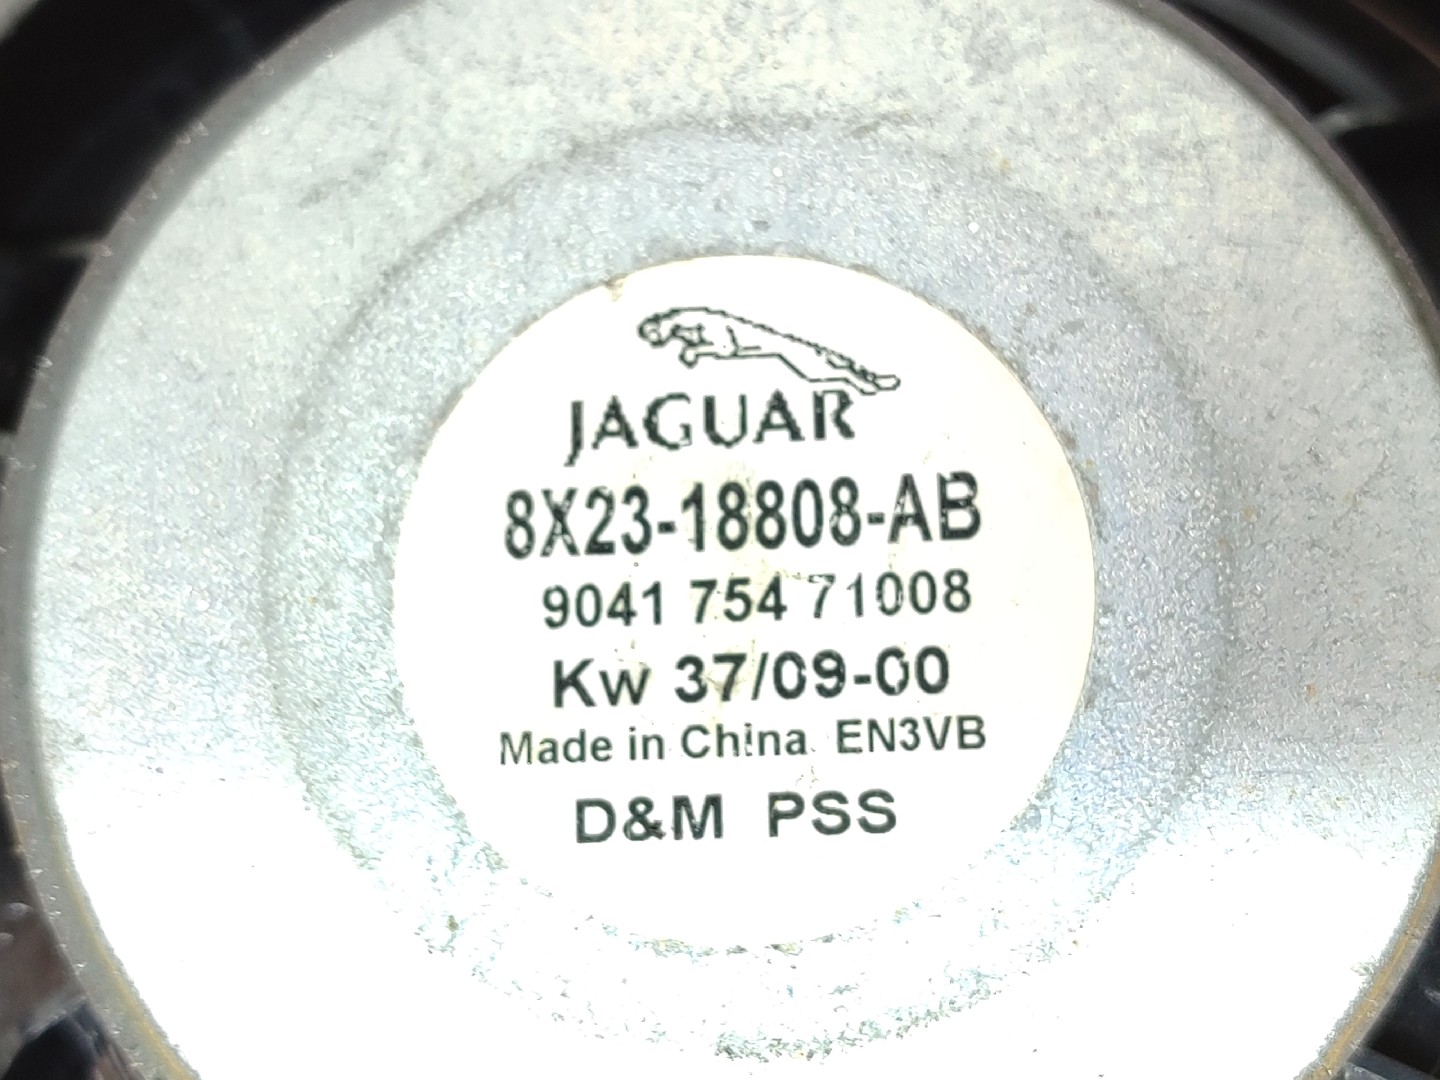 JAGUAR
8X23-18808-AB
9041 754 71008
Kw 37/09-00
Made in China EN3VB
D&M PSS